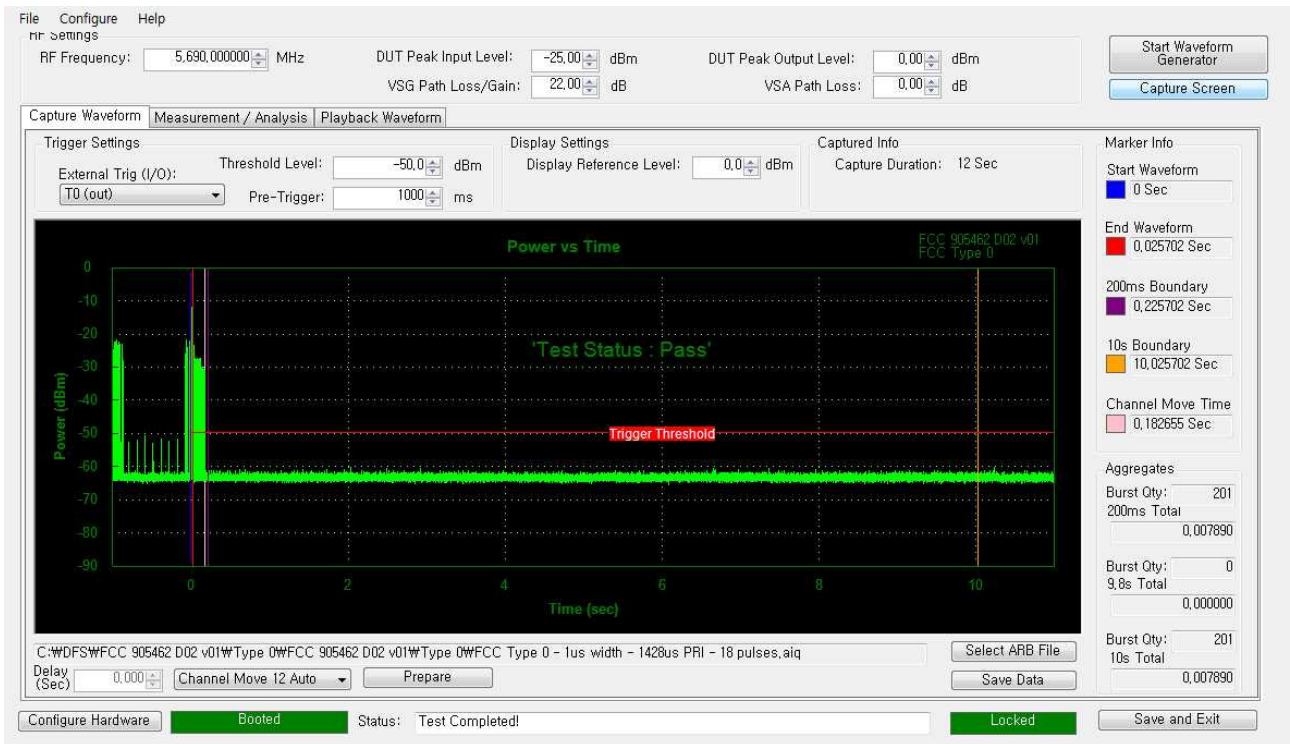 File Configure Help
RF Settings
RF Frequency: 5,690,000000 MHz DUT Peak Input Level: -25,00 dBm DUT Peak Output Level: 0,00 dBm
VSG Path Loss/Gain: 22,00 dB VSA Path Loss: 0,00 dB
Start Waveform
Generator
Capture Screen
Capture Waveform Measurement / Analysis Playback Waveform
Trigger Settings
External Trig (I/O):
T0 (out)
Threshold Level: -50,0 dBm
Pre-Trigger: 1000 ms
Display Settings
Display Reference Level: 0,0 dBm
Captured Info
Capture Duration: 12 Sec
Marker Info
Start Waveform
0 Sec
End Waveform
0,025702 Sec
200ms Boundary
0,225702 Sec
10s Boundary
10,025702 Sec
Channel Move Time
0,182655 Sec
Aggregates
Burst Qty: 201
200ms Total
0,007890
Burst Qty: 0
9,8s Total
0,000000
Burst Qty: 201
10s Total
0,007890
Power vs Time
FCC 905462 D02 v01
FCC Type 0
'Test Status : Pass'
Trigger Threshold
Power (dBm)
0
-10
-20
-30
-40
-50
-60
-70
-80
-90
0 2 4 6 8 10
Time (sec)
C:₩DFS₩FCC 905462 D02 v01₩Type 0₩FCC 905462 D02 v01₩Type 0₩FCC Type 0 - 1us width - 1428us PRI - 18 pulses,aiq
Select ARB File
Delay
(Sec) 0,000 Channel Move 12 Auto Prepare Save Data
Configure Hardware Booted Status: Test Completed! Locked Save and Exit